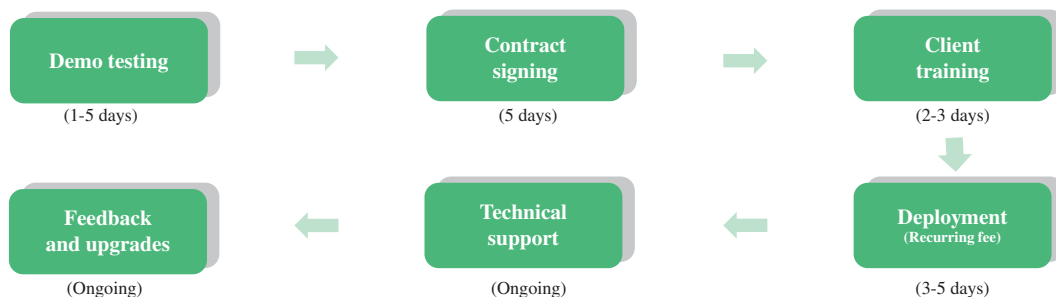 Demo testing
(1-5 days)
Contract
signing
(5 days)
Client
training
(2-3 days)
Deployment
(Recurring fee)
(3-5 days)
Technical
support
(Ongoing)
Feedback
and upgrades
(Ongoing)